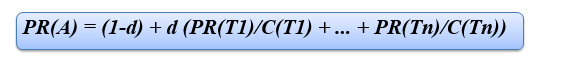 PR(A) = (1-d) + d (PR(T1)/C(T1) + ... + PR(Tn)/C(Tn))